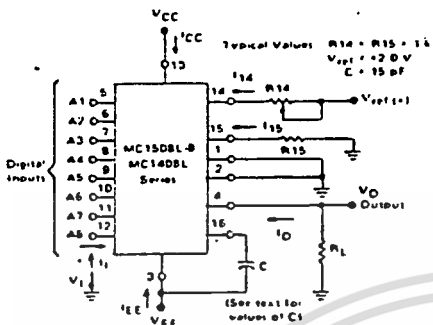 VCC
ICC
13
Typical Values R14 = R15 = 1 k
Vref = +2 0 V
C = 15 pF
A1 5
A2 6
A3 7
A4 8
A5 9
A6 10
A7 11
A8 12
Digital
Inputs
MC1508L-8
MC1408L
Series
14
I14
R14
Vref (+)
15
I15
R15
1
2
4
VO
Output
IO
16
C
RL
(See text for
values of C)
II
VI
3
IEE
VEE